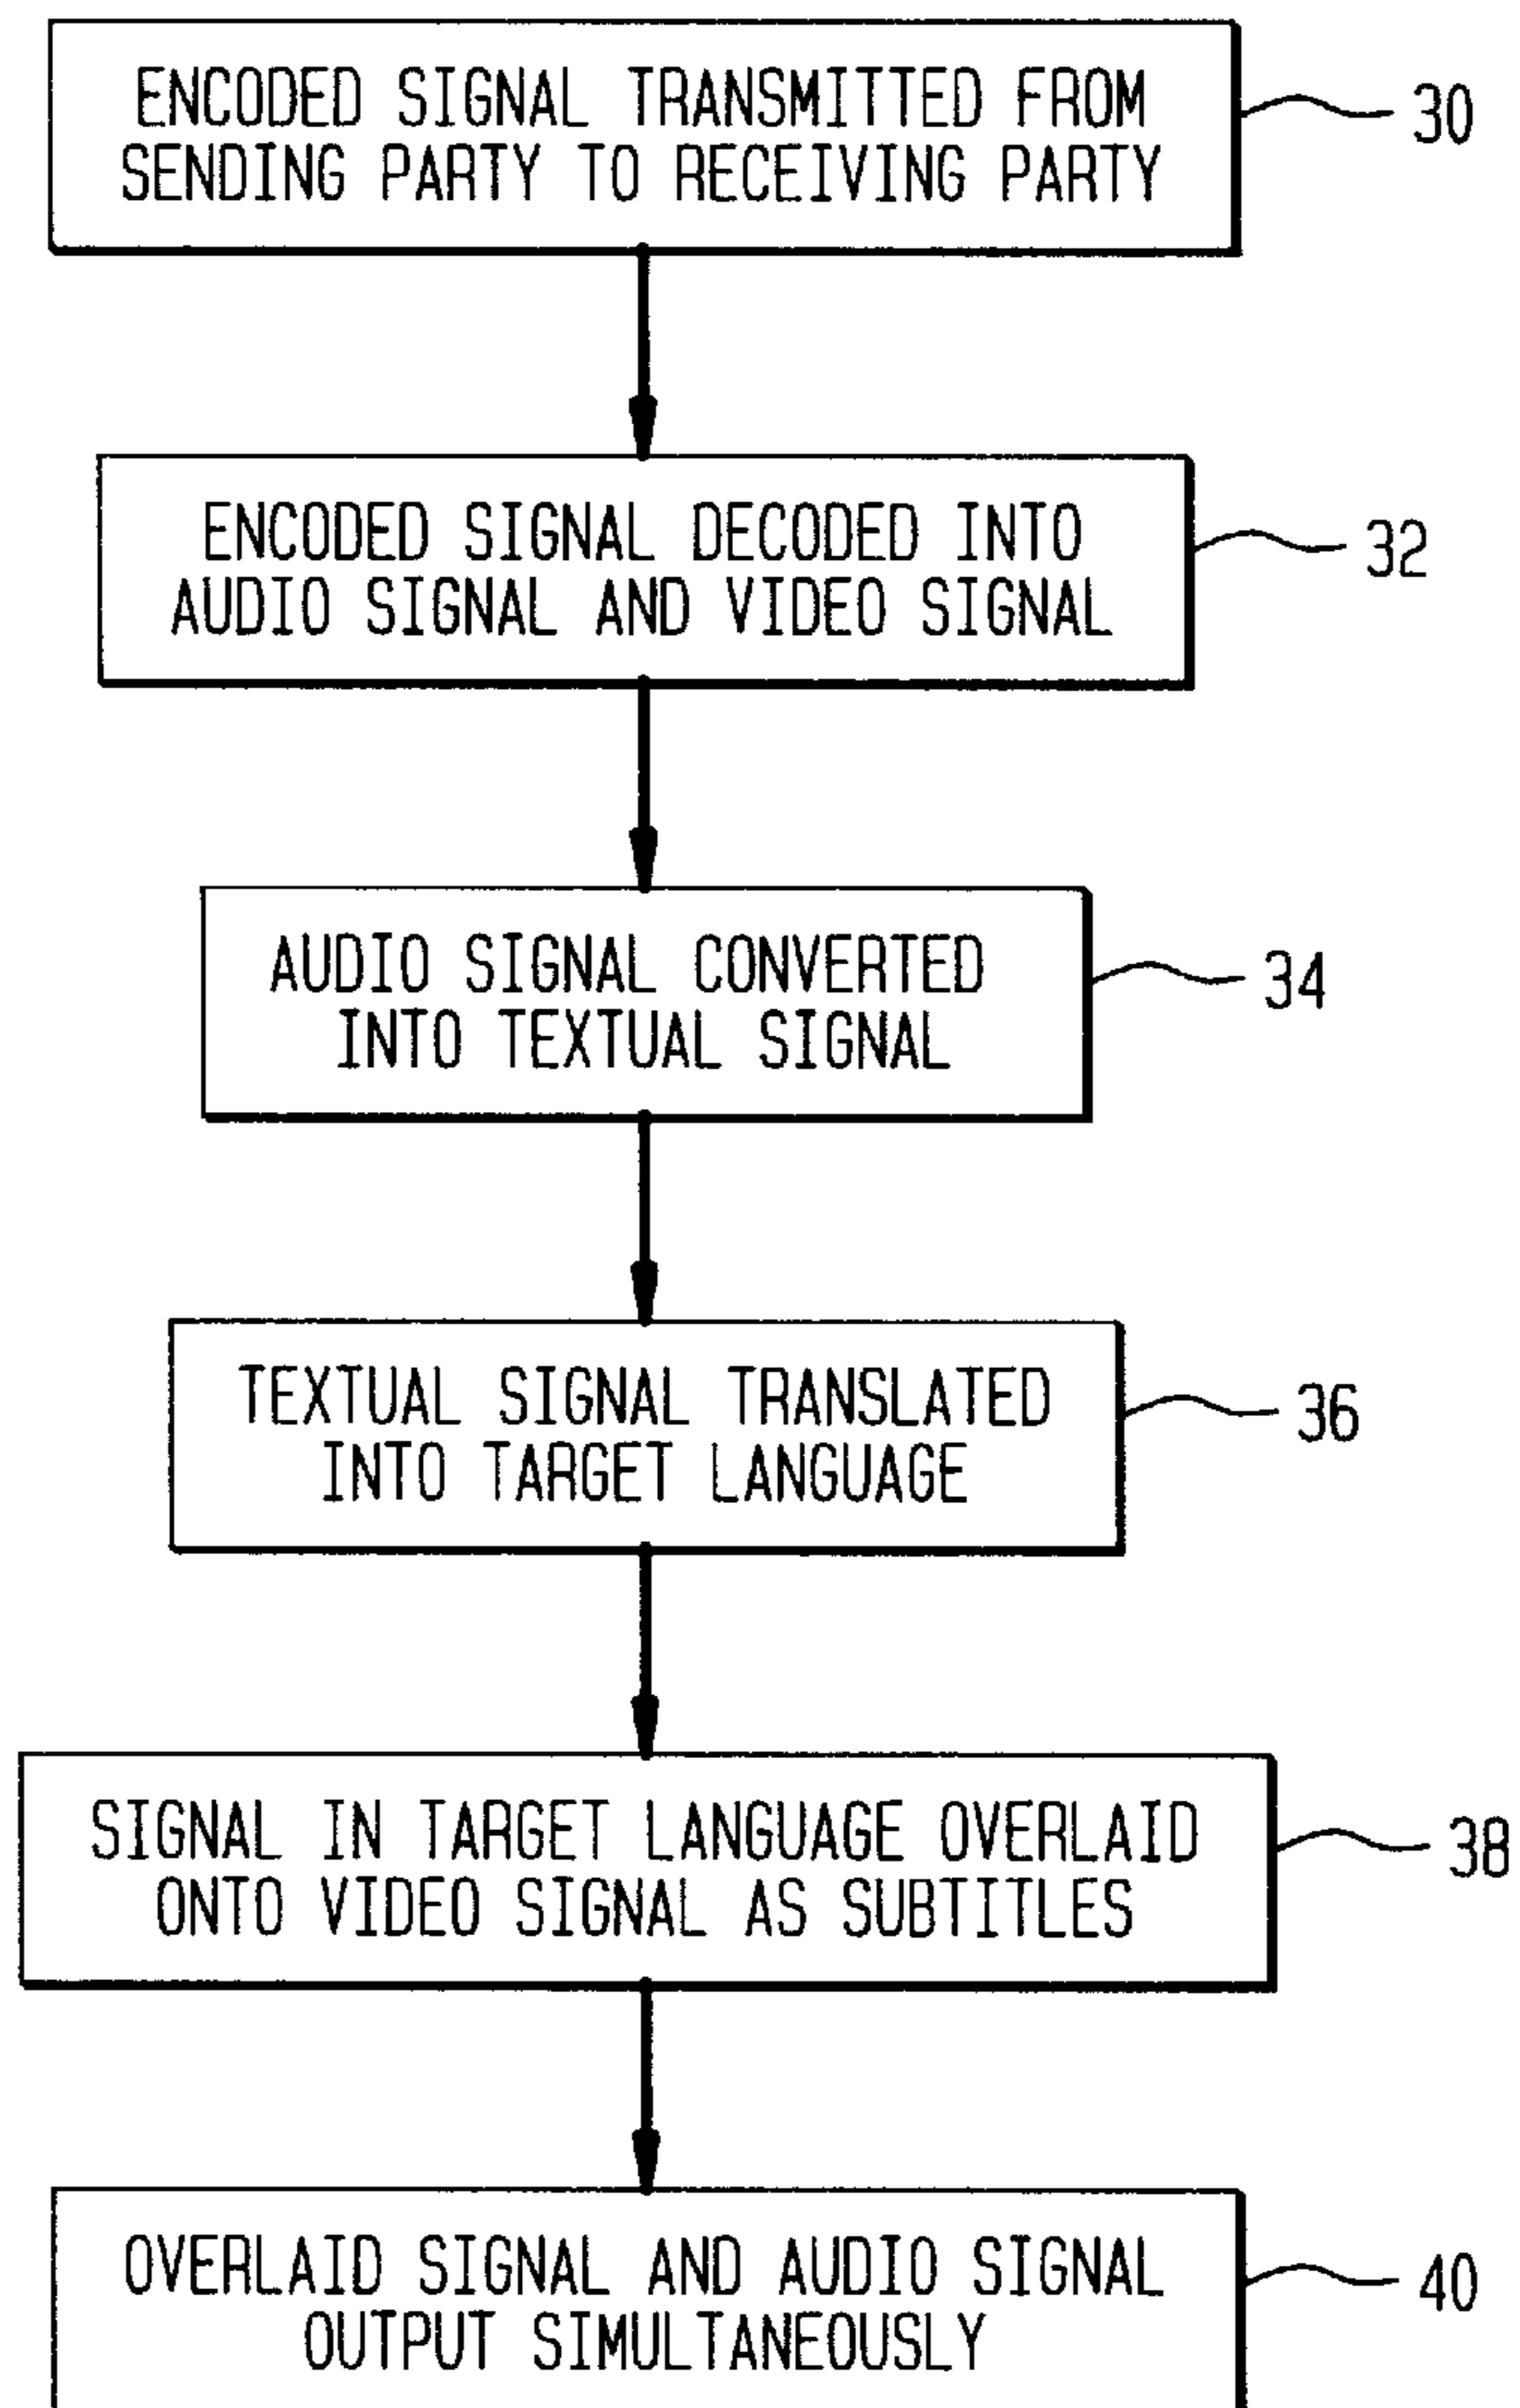 ENCODED SIGNAL TRANSMITTED FROM
SENDING PARTY TO RECEIVING PARTY
30
ENCODED SIGNAL DECODED INTO
AUDIO SIGNAL AND VIDEO SIGNAL
32
AUDIO SIGNAL CONVERTED
INTO TEXTUAL SIGNAL
34
TEXTUAL SIGNAL TRANSLATED
INTO TARGET LANGUAGE
36
SIGNAL IN TARGET LANGUAGE OVERLAID
ONTO VIDEO SIGNAL AS SUBTITLES
38
OVERLAID SIGNAL AND AUDIO SIGNAL
OUTPUT SIMULTANEOUSLY
40